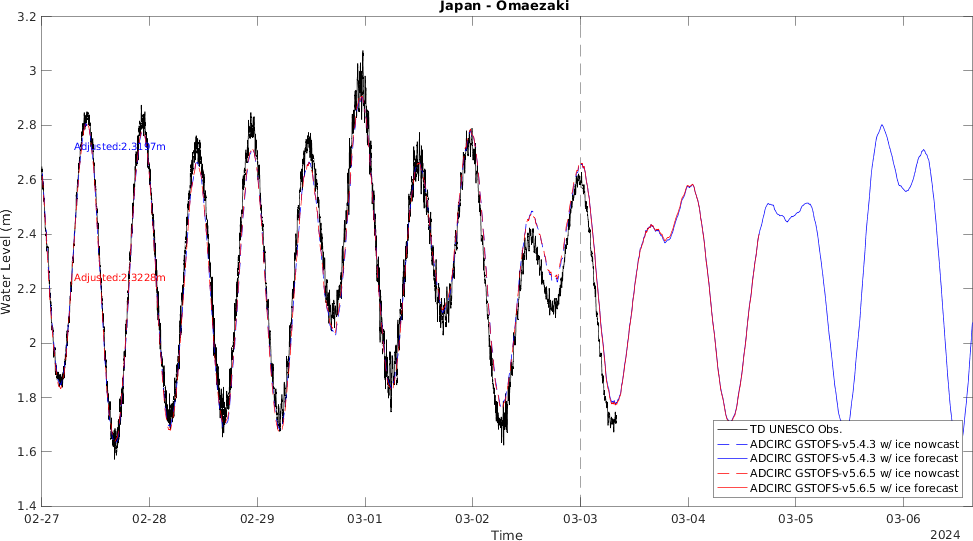 Japan - Omaezaki
3.2
3
2.8
2.6
2.4
2.2
2
1.8
1.6
1.4
Water Level (m)
Adjusted:2.3197m
Adjusted:2.3228m
TD UNESCO Obs.
ADCIRC GSTOFS-v5.4.3 w/ ice nowcast
ADCIRC GSTOFS-v5.4.3 w/ ice forecast
ADCIRC GSTOFS-v5.6.5 w/ ice nowcast
ADCIRC GSTOFS-v5.6.5 w/ ice forecast
02-27 02-28 02-29 03-01 03-02 03-03 03-04 03-05 03-06
Time
2024